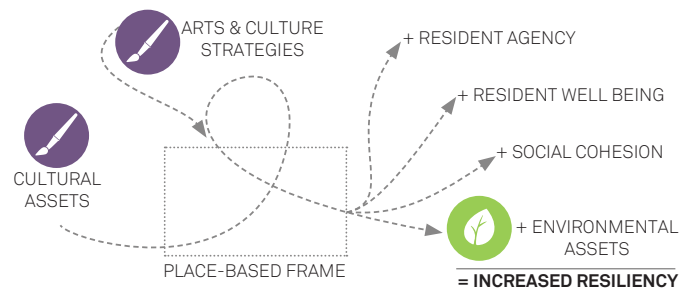 ARTS & CULTURE
STRATEGIES
CULTURAL
ASSETS
PLACE-BASED FRAME
+ RESIDENT AGENCY
+ RESIDENT WELL BEING
+ SOCIAL COHESION
+ ENVIRONMENTAL
ASSETS
= INCREASED RESILIENCY